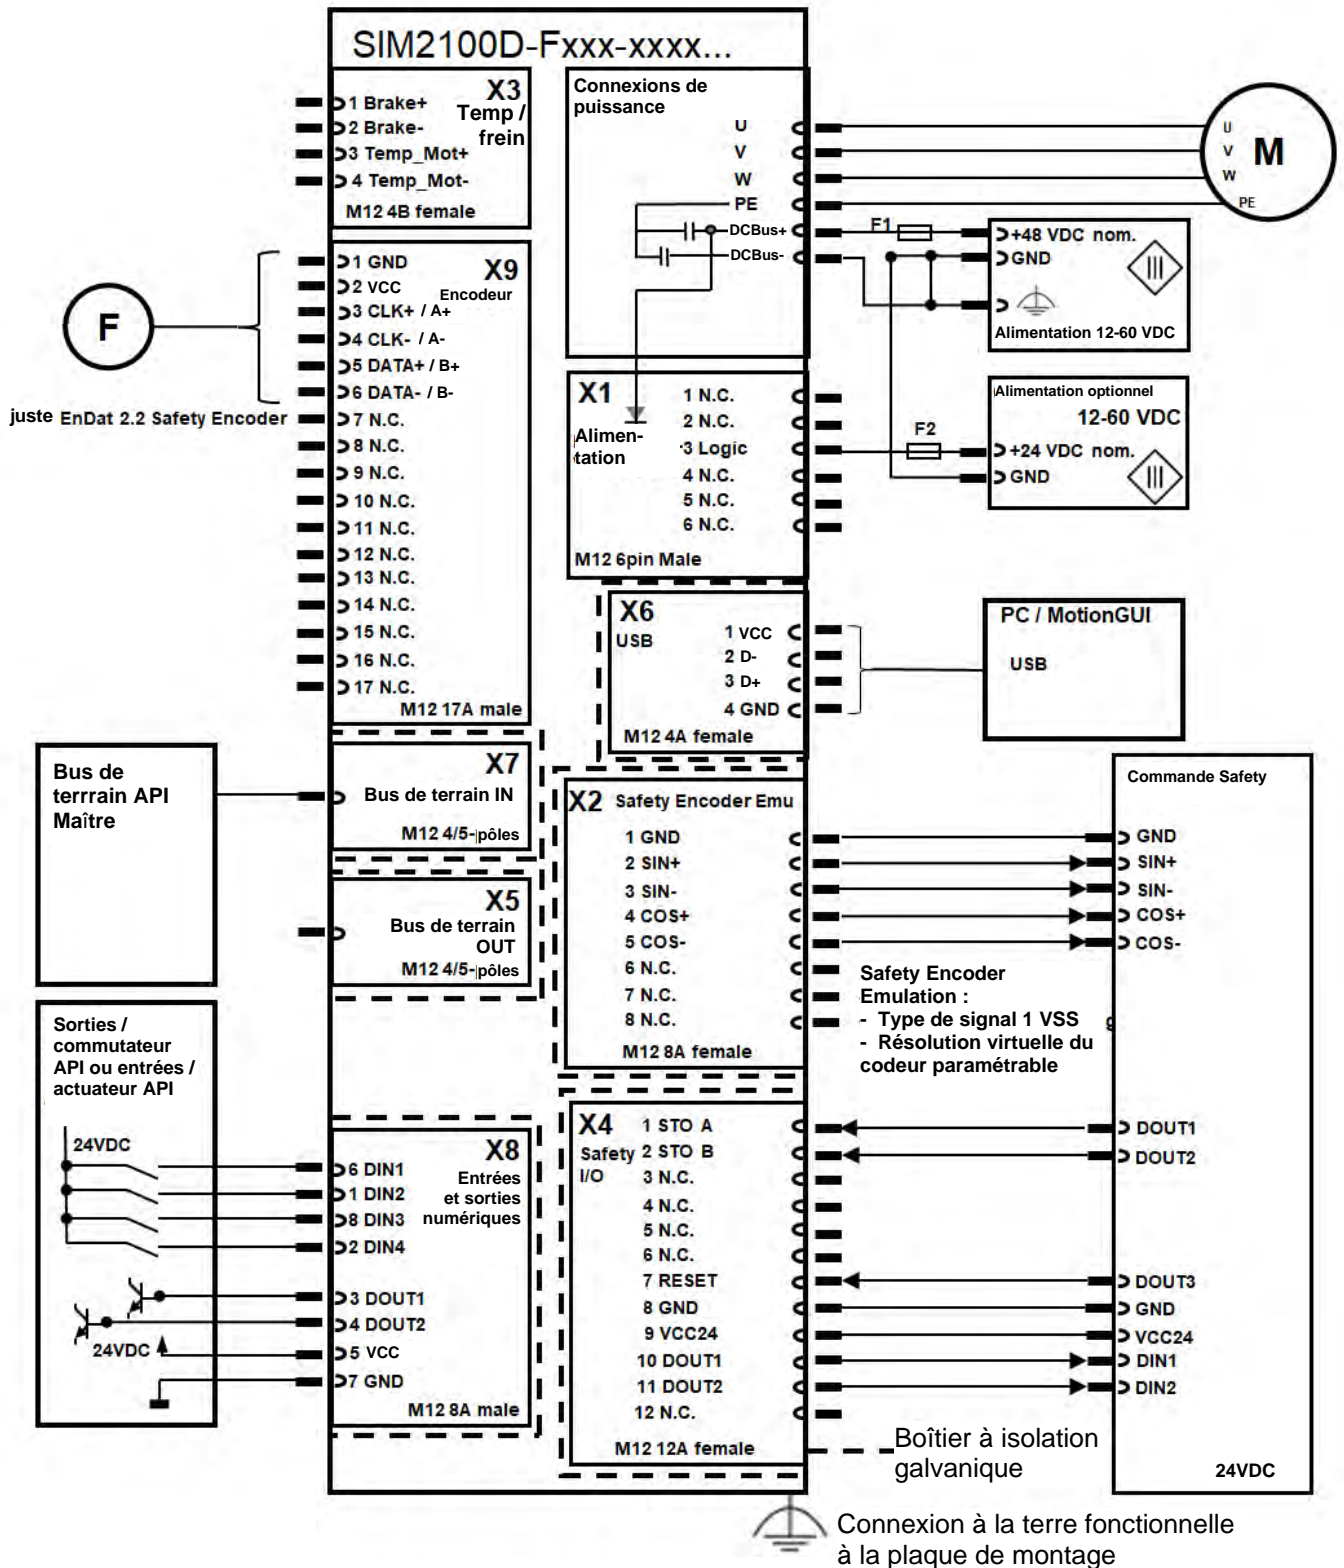 SIM2100D-Fxxx-xxxx...
X3
Temp /
frein
1 Brake+
2 Brake-
3 Temp_Mot+
4 Temp_Mot-
M12 4B female
Connexions de
puissance
U
V
W
PE
DCBus+
DCBus-
U
V
W
PE
M
F1
+48 VDC nom.
GND
Alimentation 12-60 VDC
X9
Encodeur
1 GND
2 VCC
3 CLK+ / A+
4 CLK- / A-
5 DATA+ / B+
6 DATA- / B-
7 N.C.
8 N.C.
9 N.C.
10 N.C.
11 N.C.
12 N.C.
13 N.C.
14 N.C.
15 N.C.
16 N.C.
17 N.C.
M12 17A male
F
juste EnDat 2.2 Safety Encoder
X1
Alimen-
tation
1 N.C.
2 N.C.
3 Logic
4 N.C.
5 N.C.
6 N.C.
M12 6pin Male
F2
Alimentation optionnel
12-60 VDC
+24 VDC nom.
GND
X6
USB
1 VCC
2 D-
3 D+
4 GND
M12 4A female
PC / MotionGUI
USB
Bus de
terrrain API
Maître
X7
Bus de terrain IN
M12 4/5-pôles
X5
Bus de terrain
OUT
M12 4/5-pôles
X2 Safety Encoder Emu
1 GND
2 SIN+
3 SIN-
4 COS+
5 COS-
6 N.C.
7 N.C.
8 N.C.
M12 8A female
Commande Safety
GND
SIN+
SIN-
COS+
COS-
Safety Encoder
Emulation :
- Type de signal 1 VSS
- Résolution virtuelle du
codeur paramétrable
Sorties /
commutateur
API ou entrées /
actuateur API
24VDC
24VDC
X8
Entrées
et sorties
numériques
6 DIN1
1 DIN2
8 DIN3
2 DIN4
3 DOUT1
4 DOUT2
5 VCC
7 GND
M12 8A male
X4
Safety
I/O
1 STO A
2 STO B
3 N.C.
4 N.C.
5 N.C.
6 N.C.
7 RESET
8 GND
9 VCC24
10 DOUT1
11 DOUT2
12 N.C.
M12 12A female
DOUT1
DOUT2
DOUT3
GND
VCC24
DIN1
DIN2
24VDC
Boîtier à isolation
galvanique
Connexion à la terre fonctionnelle
à la plaque de montage